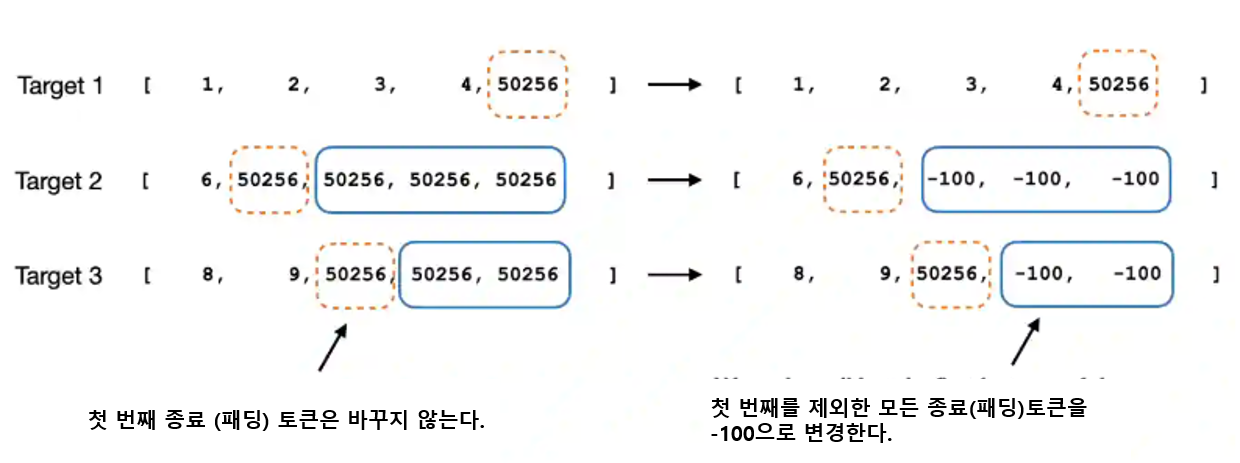 Target 1 [ 1, 2, 3, 4, 50256 ] [ 1, 2, 3, 4, 50256 ]
Target 2 [ 6, 50256, 50256, 50256, 50256 ] [ 6, 50256, -100, -100, -100 ]
Target 3 [ 8, 9, 50256, 50256, 50256 ] [ 8, 9, 50256, -100, -100 ]
첫 번째 종료 (패딩) 토큰은 바꾸지 않는다.
첫 번째를 제외한 모든 종료(패딩)토큰을
-100으로 변경한다.